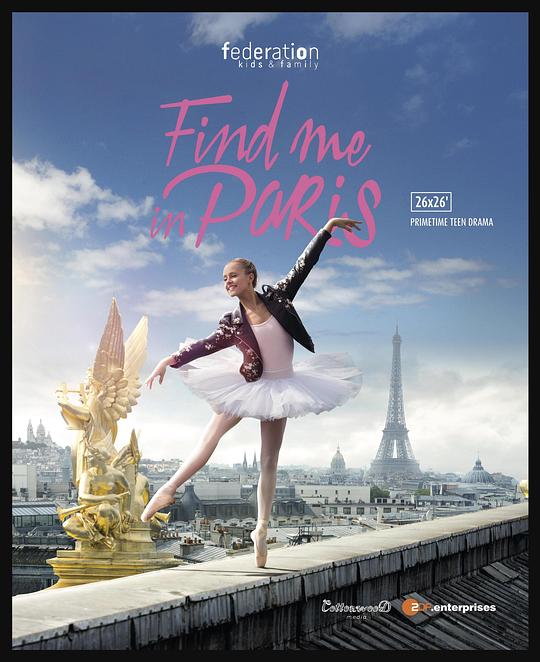 federation
kids & family
Find me
in PARiS
26x26'
PRIMETIME TEEN DRAMA
CottonwooD
media
ZDF.enterprises